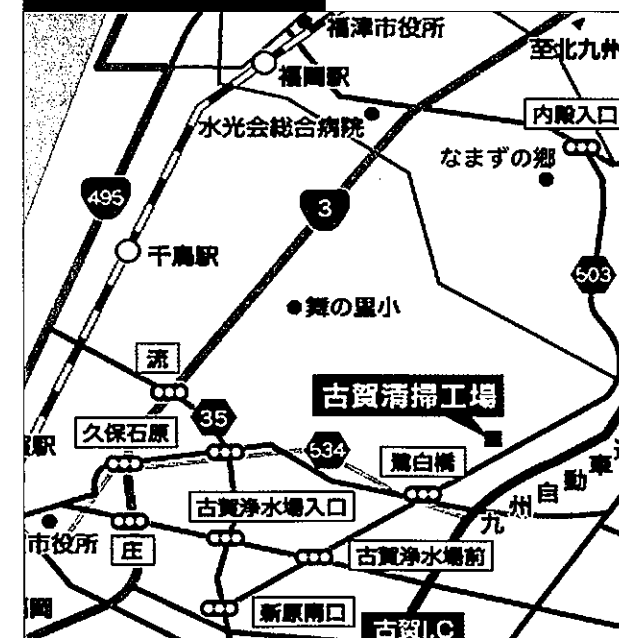 福津市役所
至北九州
福間駅
内殿入口
水光会総合病院
なまずの郷
495
3
千鳥駅
503
舞の里小
流
古賀清掃工場
35
久保石原
534
鷺白橋
駅
九州自動車道
古賀浄水場入口
市役所
庄
古賀浄水場前
新原南口
古賀I.C